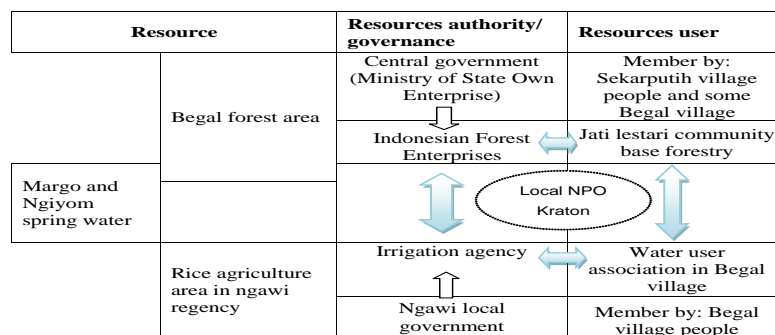 Resource
Resources authority/
governance
Resources user
Begal forest area
Central government
(Ministry of State Own
Enterprise)
Member by:
Sekarputih village
people and some
Begal village
Indonesian Forest
Enterprises
Jati lestari community
base forestry
Margo and
Ngiyom
spring water
Local NPO
Kraton
Rice agriculture
area in ngawi
regency
Irrigation agency
Water user
association in Begal
village
Ngawi local
government
Member by: Begal
village people